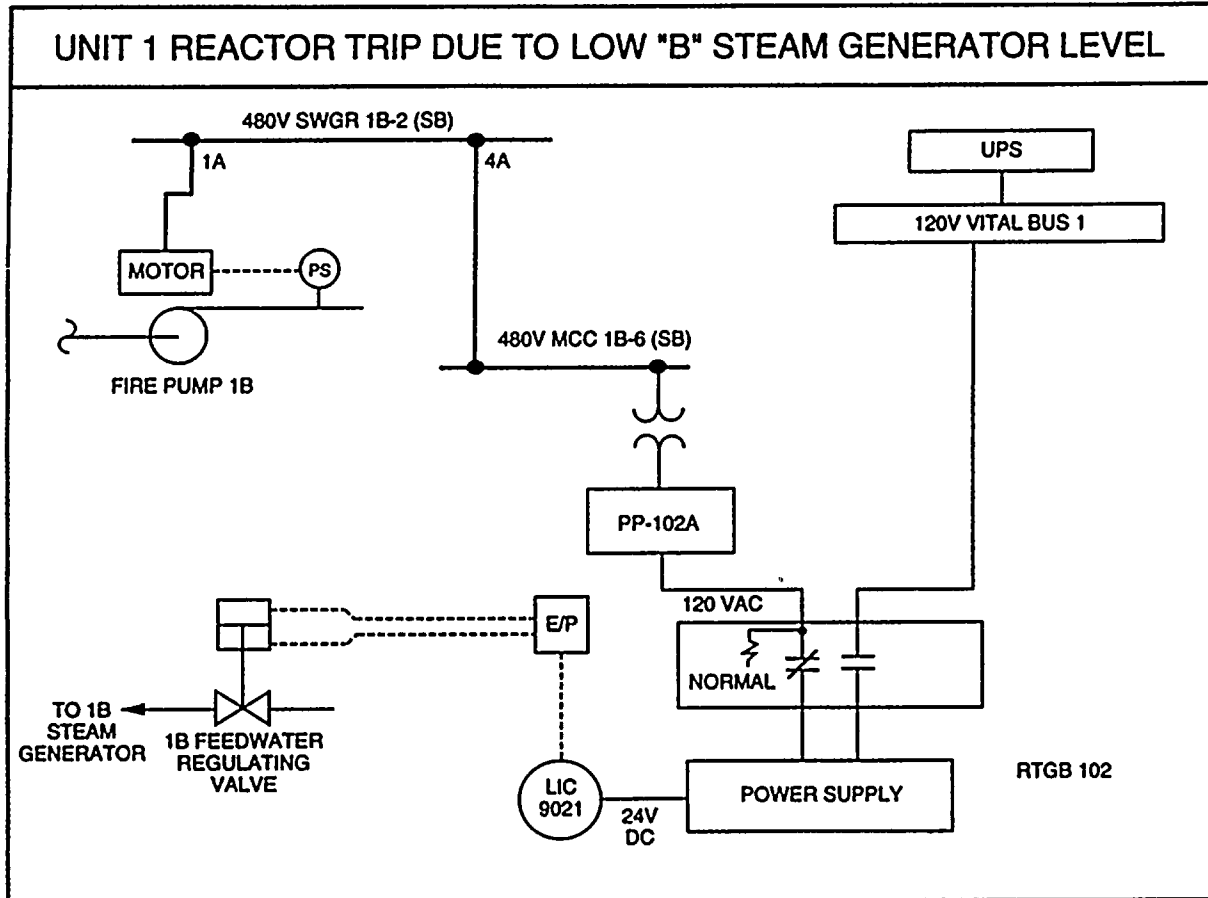 UNIT 1 REACTOR TRIP DUE TO LOW "B" STEAM GENERATOR LEVEL
480V SWGR 1B-2 (SB)
1A
4A
UPS
120V VITAL BUS 1
MOTOR
PS
FIRE PUMP 1B
480V MCC 1B-6 (SB)
PP-102A
120 VAC
E/P
NORMAL
TO 1B
STEAM
GENERATOR
1B FEEDWATER
REGULATING
VALVE
LIC
9021
24V
DC
POWER SUPPLY
RTGB 102